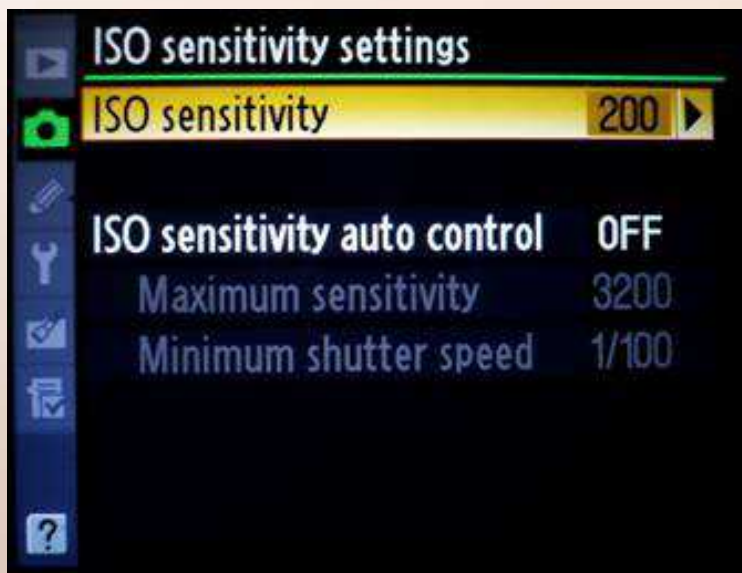 ISO sensitivity settings
ISO sensitivity 200
ISO sensitivity auto control OFF
Maximum sensitivity 3200
Minimum shutter speed 1/100
?